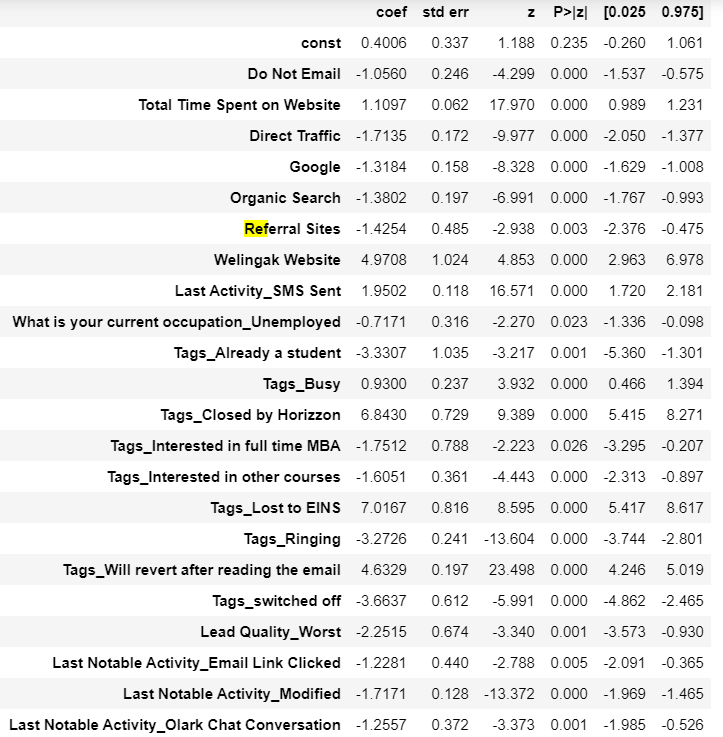 coef std err z P>|z| [0.025 0.975]
const 0.4006 0.337 1.188 0.235 -0.260 1.061
Do Not Email -1.0560 0.246 -4.299 0.000 -1.537 -0.575
Total Time Spent on Website 1.1097 0.062 17.970 0.000 0.989 1.231
Direct Traffic -1.7135 0.172 -9.977 0.000 -2.050 -1.377
Google -1.3184 0.158 -8.328 0.000 -1.629 -1.008
Organic Search -1.3802 0.197 -6.991 0.000 -1.767 -0.993
Referral Sites -1.4254 0.485 -2.938 0.003 -2.376 -0.475
Welingak Website 4.9708 1.024 4.853 0.000 2.963 6.978
Last Activity_SMS Sent 1.9502 0.118 16.571 0.000 1.720 2.181
What is your current occupation_Unemployed -0.7171 0.316 -2.270 0.023 -1.336 -0.098
Tags_Already a student -3.3307 1.035 -3.217 0.001 -5.360 -1.301
Tags_Busy 0.9300 0.237 3.932 0.000 0.466 1.394
Tags_Closed by Horizzon 6.8430 0.729 9.389 0.000 5.415 8.271
Tags_Interested in full time MBA -1.7512 0.788 -2.223 0.026 -3.295 -0.207
Tags_Interested in other courses -1.6051 0.361 -4.443 0.000 -2.313 -0.897
Tags_Lost to EINS 7.0167 0.816 8.595 0.000 5.417 8.617
Tags_Ringing -3.2726 0.241 -13.604 0.000 -3.744 -2.801
Tags_Will revert after reading the email 4.6329 0.197 23.498 0.000 4.246 5.019
Tags_switched off -3.6637 0.612 -5.991 0.000 -4.862 -2.465
Lead Quality_Worst -2.2515 0.674 -3.340 0.001 -3.573 -0.930
Last Notable Activity_Email Link Clicked -1.2281 0.440 -2.788 0.005 -2.091 -0.365
Last Notable Activity_Modified -1.7171 0.128 -13.372 0.000 -1.969 -1.465
Last Notable Activity_Olark Chat Conversation -1.2557 0.372 -3.373 0.001 -1.985 -0.526